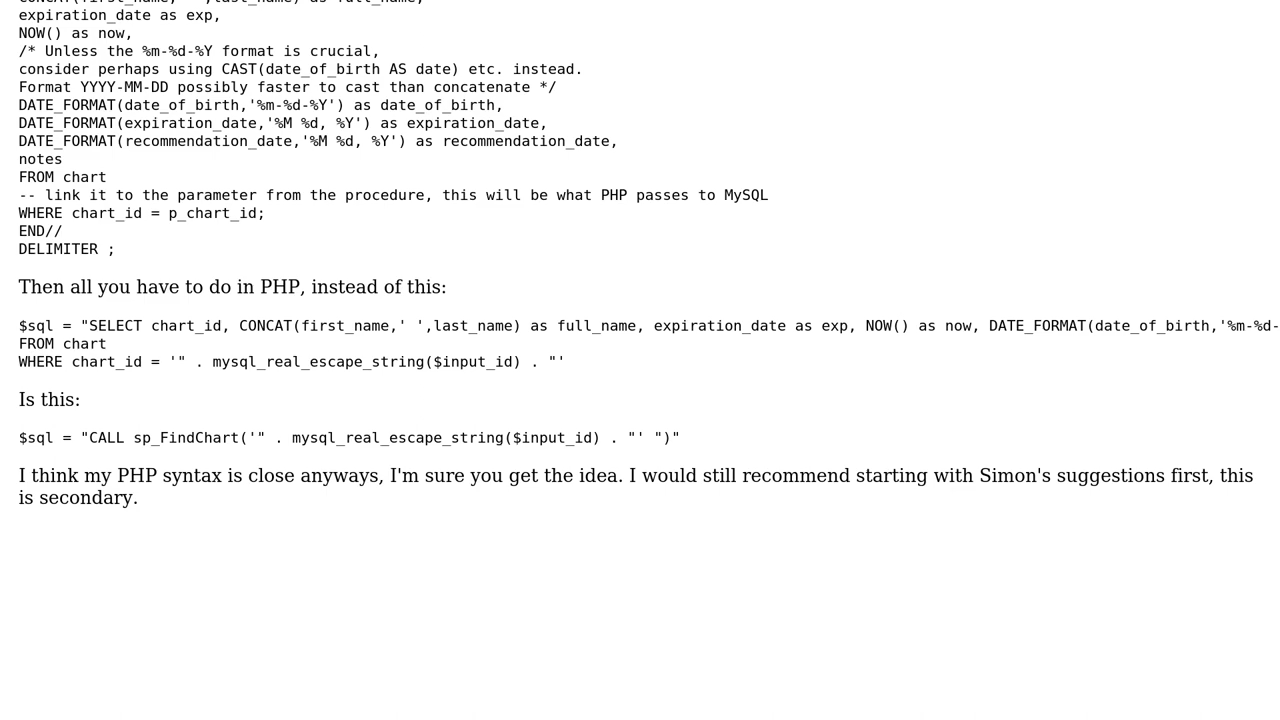 CONCAT(first_name,' ',last_name) as full_name,
expiration_date as exp,
NOW() as now,
/* Unless the %m-%d-%Y format is crucial,
consider perhaps using CAST(date_of_birth AS date) etc. instead.
Format YYYY-MM-DD possibly faster to cast than concatenate */
DATE_FORMAT(date_of_birth,'%m-%d-%Y') as date_of_birth,
DATE_FORMAT(expiration_date,'%M %d, %Y') as expiration_date,
DATE_FORMAT(recommendation_date,'%M %d, %Y') as recommendation_date,
notes
FROM chart
-- link it to the parameter from the procedure, this will be what PHP passes to MySQL
WHERE chart_id = p_chart_id;
END//
DELIMITER ;
Then all you have to do in PHP, instead of this:
$sql = "SELECT chart_id, CONCAT(first_name,' ',last_name) as full_name, expiration_date as exp, NOW() as now, DATE_FORMAT(date_of_birth,'%m-%d-
FROM chart
WHERE chart_id = '" . mysql_real_escape_string($input_id) . "'
Is this:
$sql = "CALL sp_FindChart('" . mysql_real_escape_string($input_id) . "' ")"
I think my PHP syntax is close anyways, I'm sure you get the idea. I would still recommend starting with Simon's suggestions first, this
is secondary.